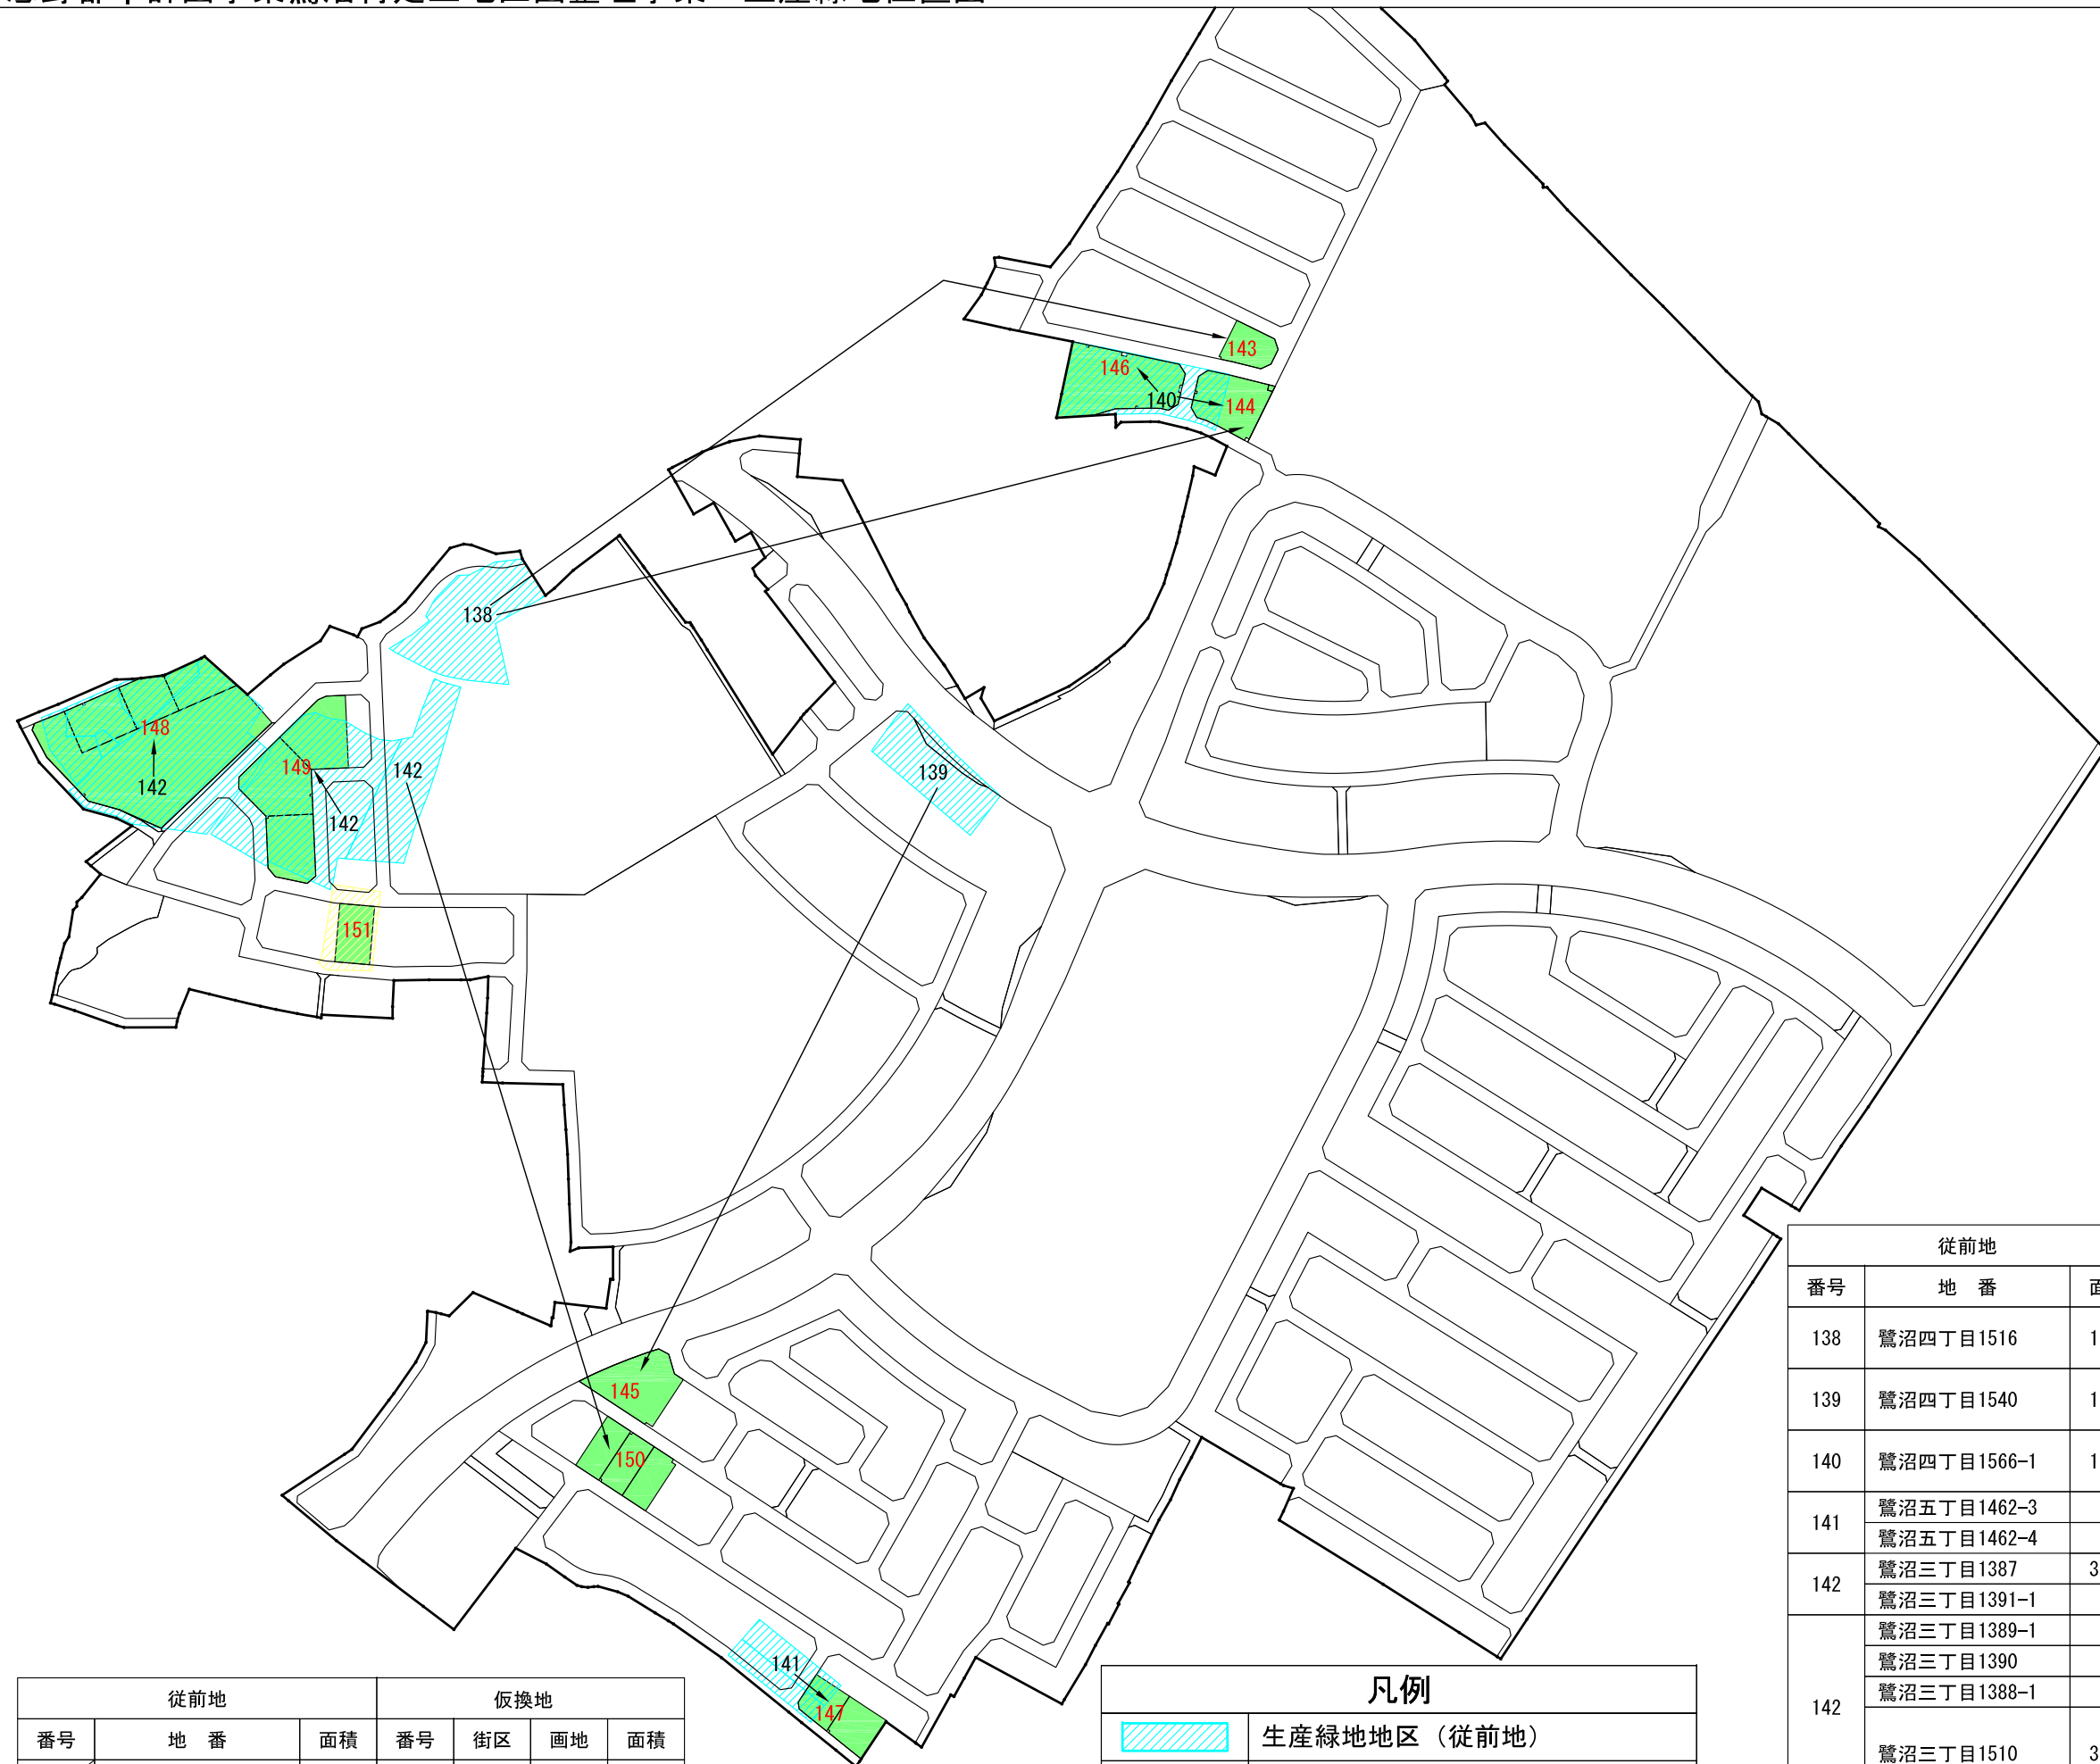 143
146
140
144
138
148
149
142
142
142
139
151
145
150
141
147
従前地
番号 地　番
138 鷺沼四丁目1516
139 鷺沼四丁目1540
140 鷺沼四丁目1566-1
141 鷺沼五丁目1462-3
鷺沼五丁目1462-4
142 鷺沼三丁目1387
鷺沼三丁目1391-1
142 鷺沼三丁目1389-1
鷺沼三丁目1390
鷺沼三丁目1388-1
鷺沼三丁目1510
従前地 仮換地
番号 地　番 面積 番号 街区 画地 面積
凡例
生産緑地地区（従前地）